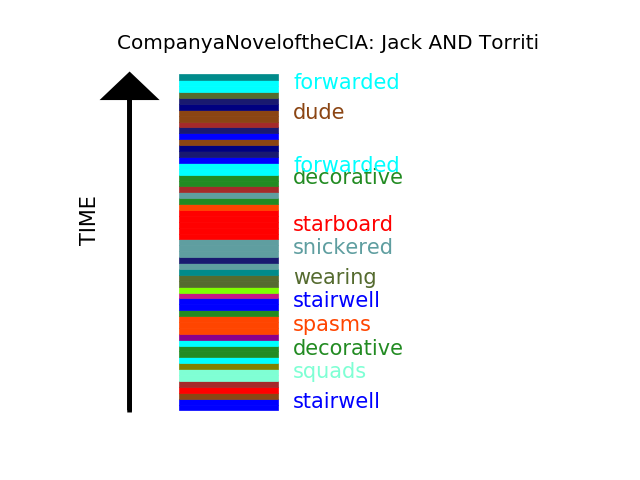 CompanyaNoveloftheCIA: Jack AND Torriti
forwarded
dude
forwarded
decorative
TIME
starboard
snickered
wearing
stairwell
spasms
decorative
squads
stairwell